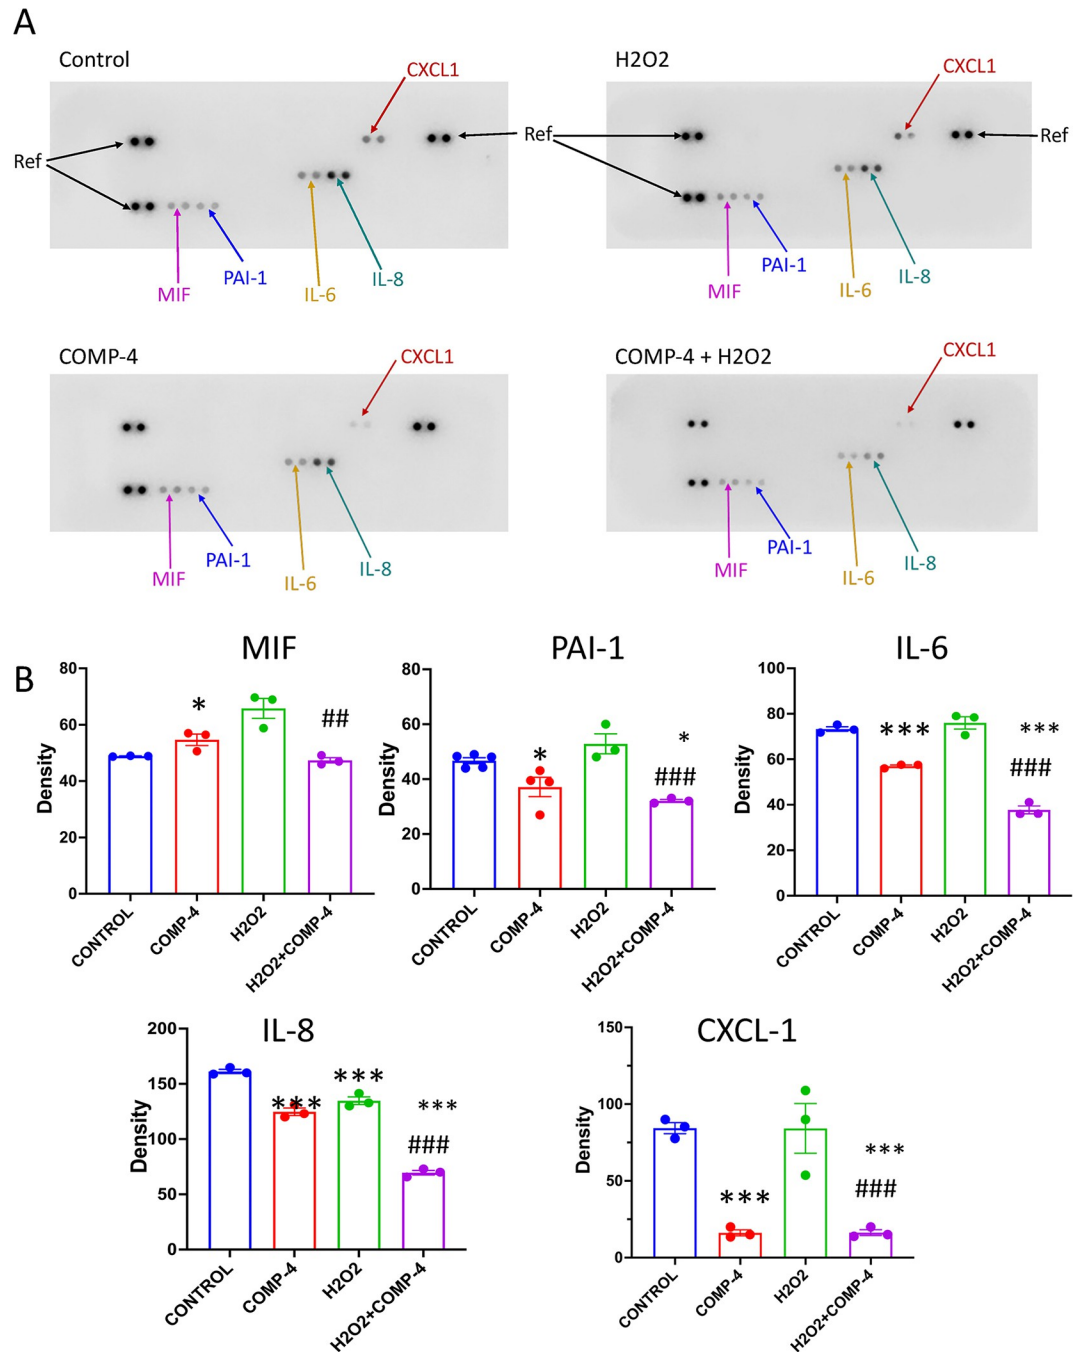 A
Control
CXCL1
Ref
Ref
MIF
PAI-1
IL-6
IL-8
H2O2
CXCL1
Ref
MIF
PAI-1
IL-6
IL-8
COMP-4
CXCL1
MIF
PAI-1
IL-6
IL-8
COMP-4 + H2O2
CXCL1
MIF
PAI-1
IL-6
IL-8
B
MIF
Density
80
60
40
20
0
*
##
CONTROL
COMP-4
H2O2
H2O2+COMP-4
PAI-1
Density
80
60
40
20
0
*
*
###
CONTROL
COMP-4
H2O2
H2O2+COMP-4
IL-6
Density
100
80
60
40
20
0
***
***
###
CONTROL
COMP-4
H2O2
H2O2+COMP-4
IL-8
Density
200
150
100
50
0
***
***
***
###
CONTROL
COMP-4
H2O2
H2O2+COMP-4
CXCL-1
Density
150
100
50
0
***
***
###
CONTROL
COMP-4
H2O2
H2O2+COMP-4